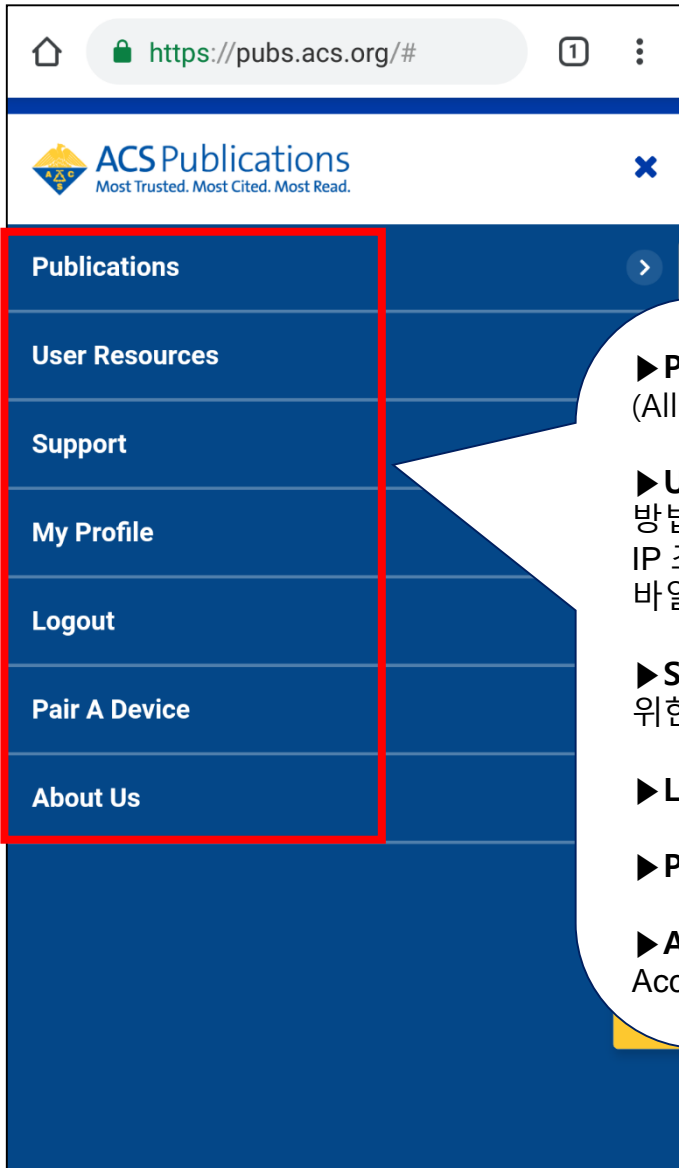 https://pubs.acs.org/#
1
ACS Publications
Most Trusted. Most Cited. Most Read.
Publications
User Resources
Support
My Profile
Logout
Pair A Device
About Us
▶P
(All
▶U
IP
▶S
▶L
▶P
▶A